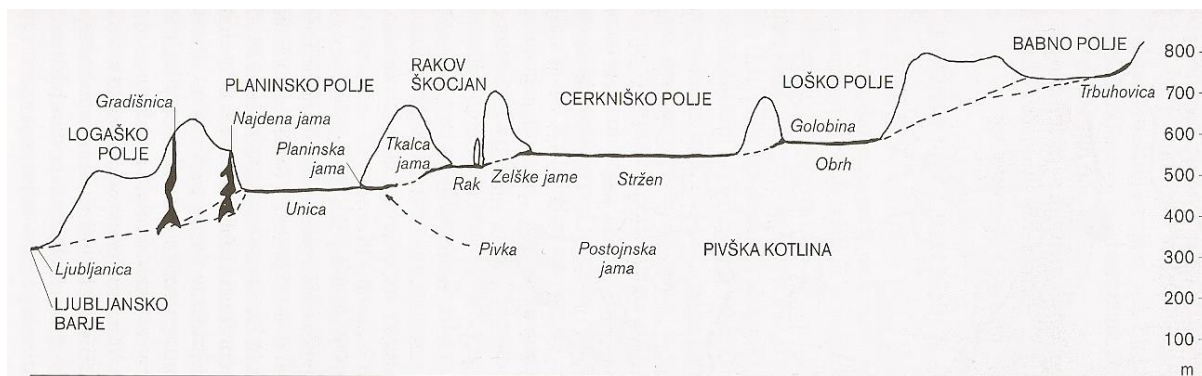 BABNO POLJE
800
RAKOV
ŠKOCJAN
PLANINSKO POLJE
LOŠKO POLJE
CERKNIŠKO POLJE
Trbuhovica
700
Gradišnica
Najdena jama
LOGAŠKO
POLJE
Golobina
600
Planinska
jama
Tkalca
jama
Obrh
Rak
Zelške jame
Stržen
500
Unica
400
Pivka
Postojnska
jama
PIVŠKA KOTLINA
Ljubljanica
300
LJUBLJANSKO
BARJE
200
100
m